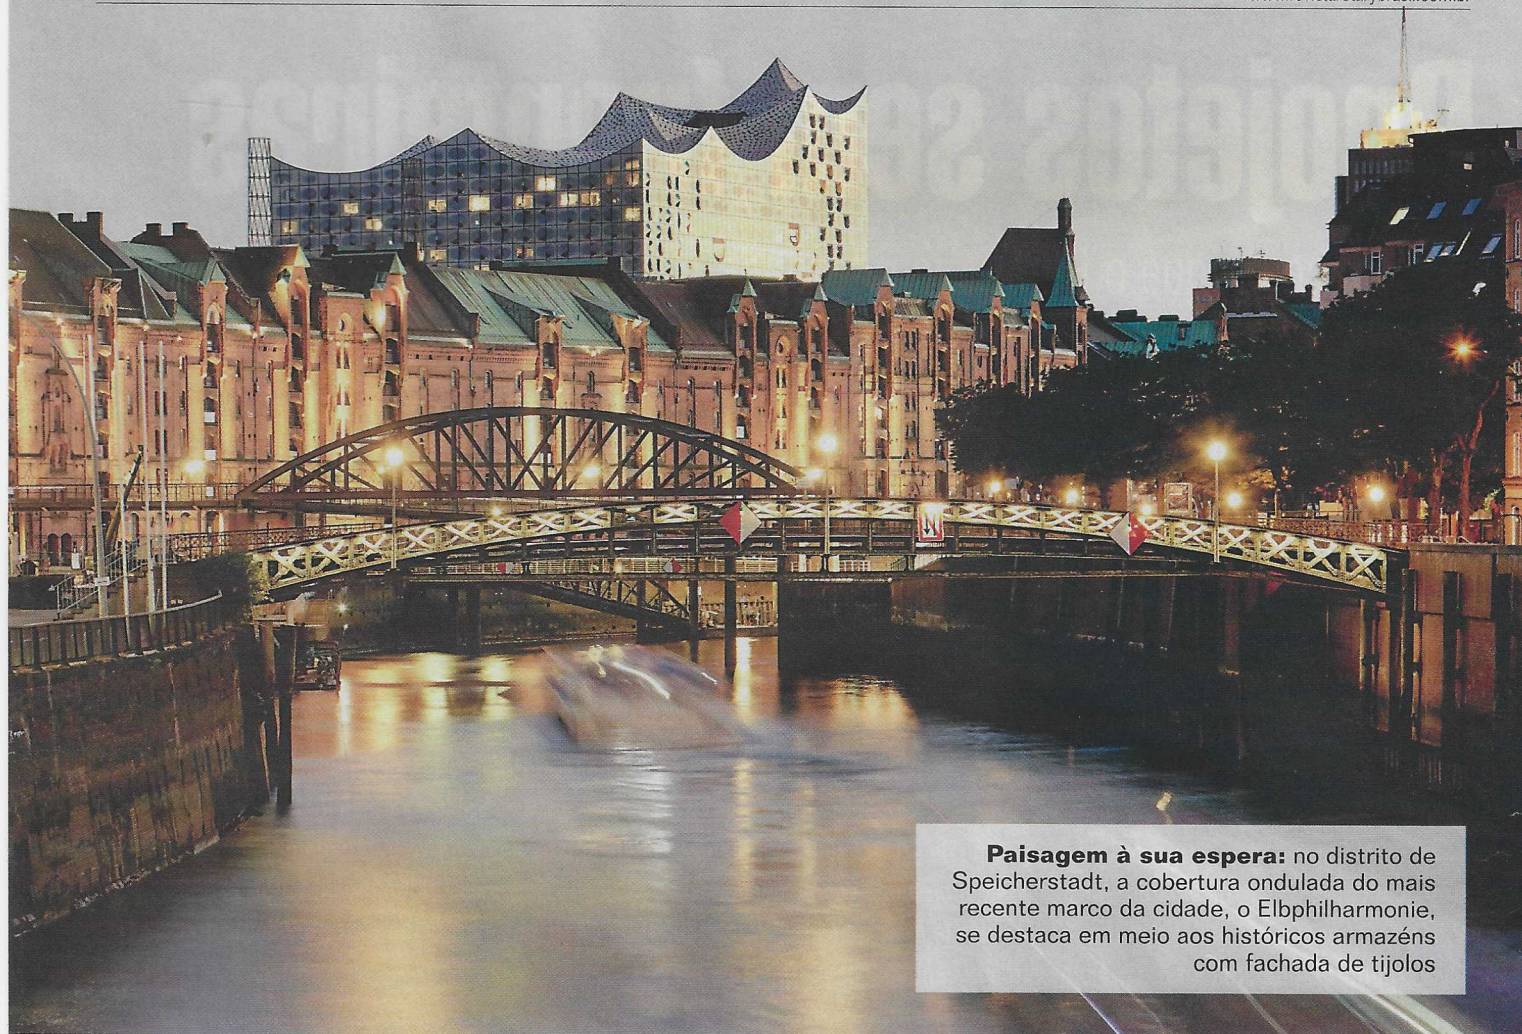 Paisagem à sua espera: no distrito de
Speicherstadt, a cobertura ondulada do mais
recente marco da cidade, o Elbphilharmonie,
se destaca em meio aos históricos armazéns
com fachada de tijolos